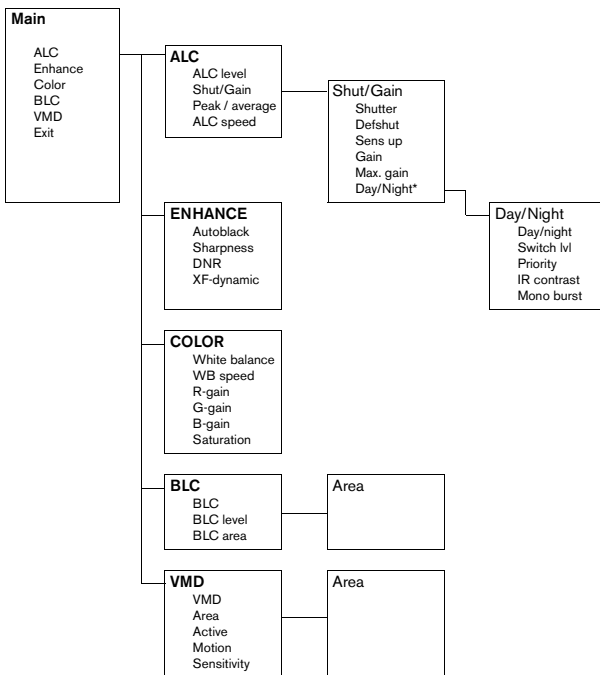 Main
ALC
Enhance
Color
BLC
VMD
Exit
ALC
ALC level
Shut/Gain
Peak / average
ALC speed
Shut/Gain
Shutter
Defshut
Sens up
Gain
Max. gain
Day/Night*
Day/Night
Day/night
Switch lvl
Priority
IR contrast
Mono burst
ENHANCE
Autoblack
Sharpness
DNR
XF-dynamic
COLOR
White balance
WB speed
R-gain
G-gain
B-gain
Saturation
BLC
BLC
BLC level
BLC area
Area
VMD
VMD
Area
Active
Motion
Sensitivity
Area